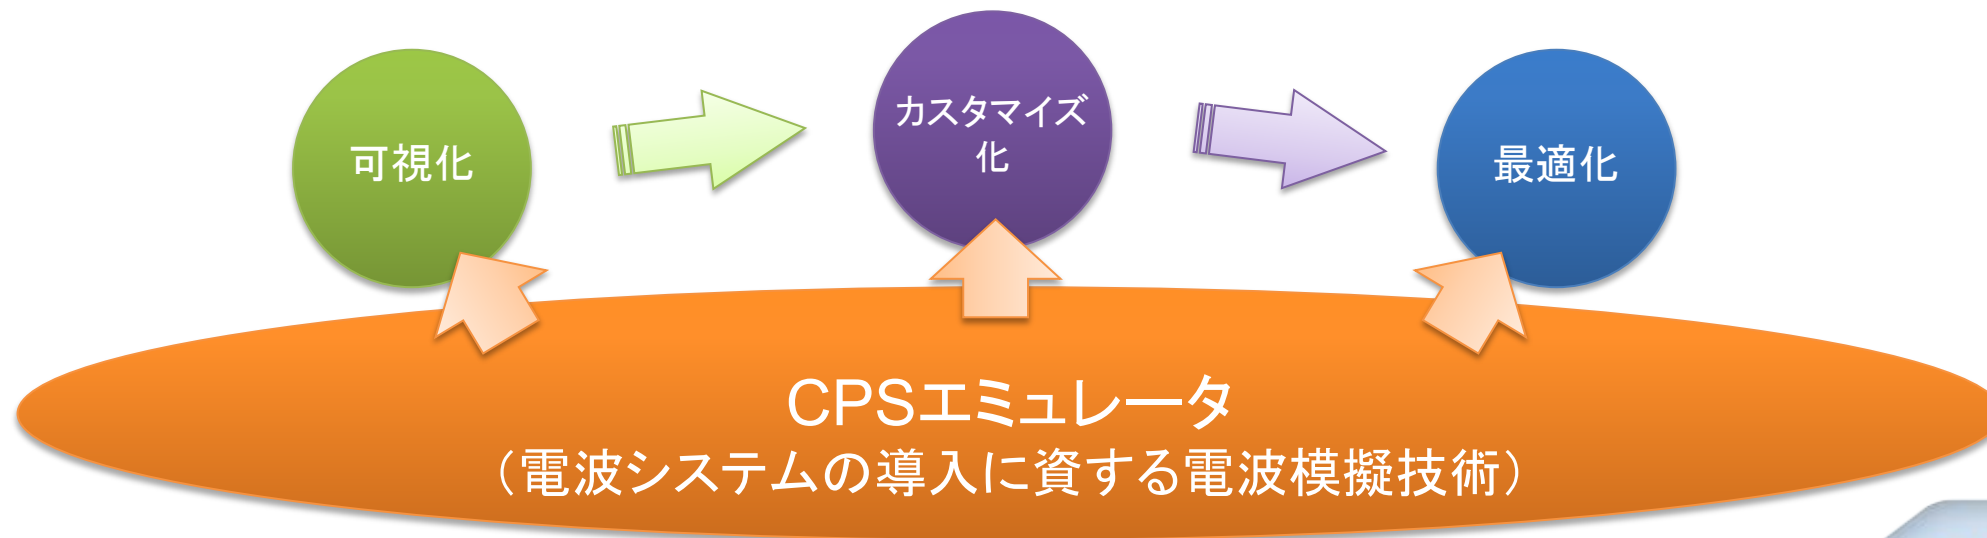 可視化
カスタマイズ
化
最適化
CPSエミュレータ
（電波システムの導入に資する電波模擬技術）